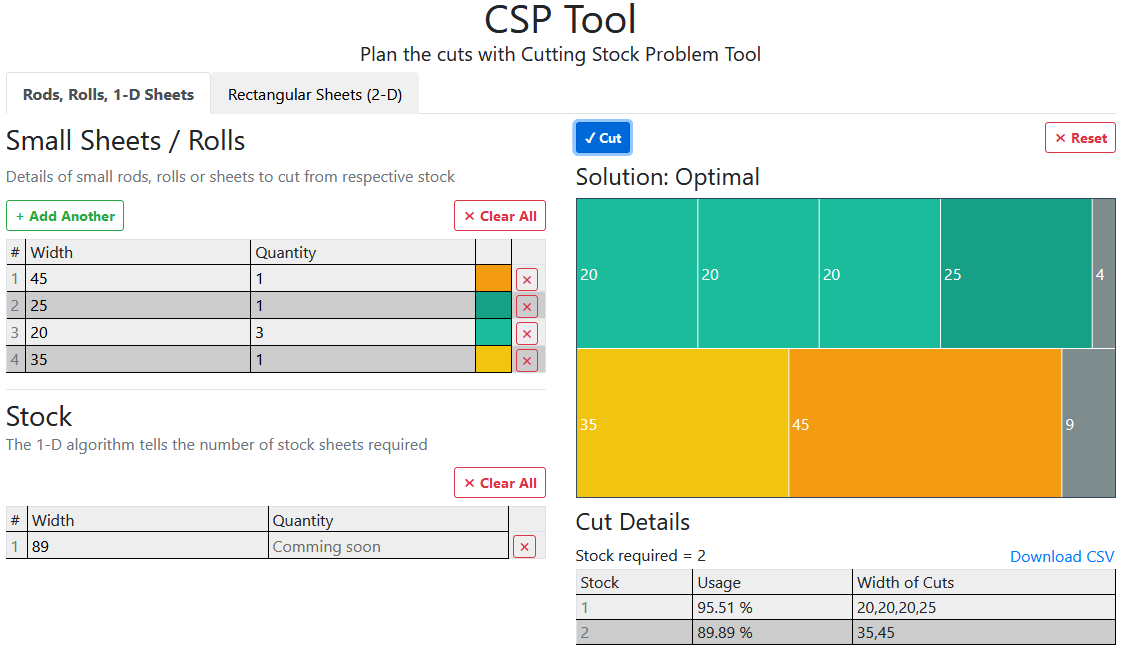 CSP Tool
Plan the cuts with Cutting Stock Problem Tool
Rods, Rolls, 1-D Sheets
Rectangular Sheets (2-D)
Small Sheets / Rolls
Details of small rods, rolls or sheets to cut from respective stock
+ Add Another
× Clear All
# Width Quantity
1 45 1 ×
2 25 1 ×
3 20 3 ×
4 35 1 ×
Stock
The 1-D algorithm tells the number of stock sheets required
× Clear All
# Width Quantity
1 89 Comming soon ×
✓ Cut
× Reset
Solution: Optimal
20 20 20 25 4
35 45 9
Cut Details
Stock required = 2
Download CSV
Stock Usage Width of Cuts
1 95.51 % 20,20,20,25
2 89.89 % 35,45